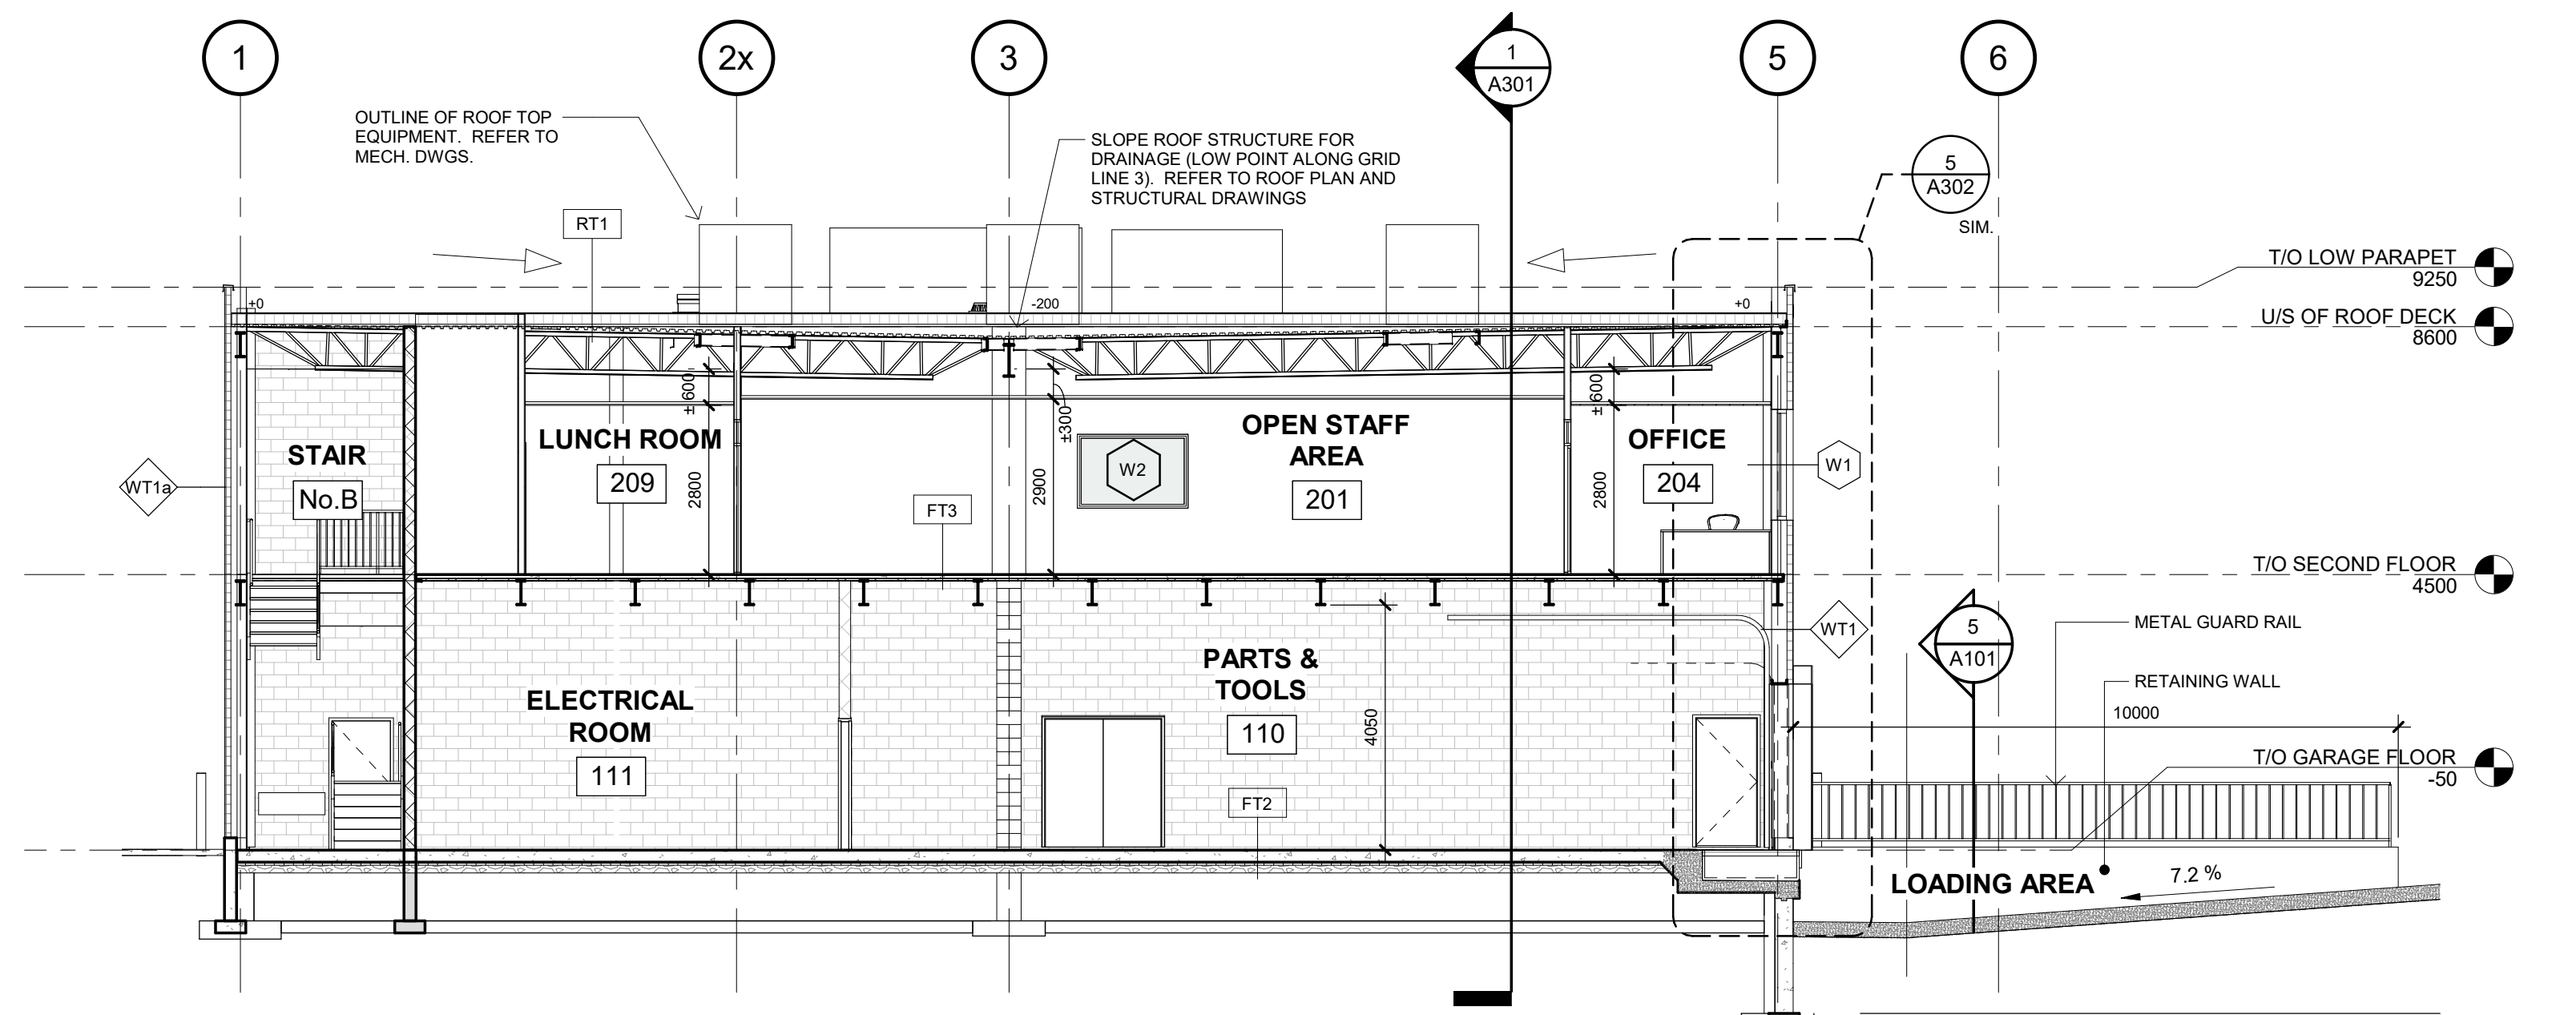 1
2x
3
1
A301
5
6
OUTLINE OF ROOF TOP
EQUIPMENT. REFER TO
MECH. DWGS.
SLOPE ROOF STRUCTURE FOR
DRAINAGE (LOW POINT ALONG GRID
LINE 3). REFER TO ROOF PLAN AND
STRUCTURAL DRAWINGS
5
A302
SIM.
RT1
T/O LOW PARAPET
9250
+0
-200
+0
U/S OF ROOF DECK
8600
±600
±300
±600
STAIR
No.B
LUNCH ROOM
209
OPEN STAFF
AREA
201
OFFICE
204
WT1a
W2
W1
2800
2900
2800
FT3
T/O SECOND FLOOR
4500
METAL GUARD RAIL
WT1
5
A101
RETAINING WALL
10000
ELECTRICAL
ROOM
111
PARTS &
TOOLS
110
4050
T/O GARAGE FLOOR
-50
FT2
LOADING AREA
7.2 %